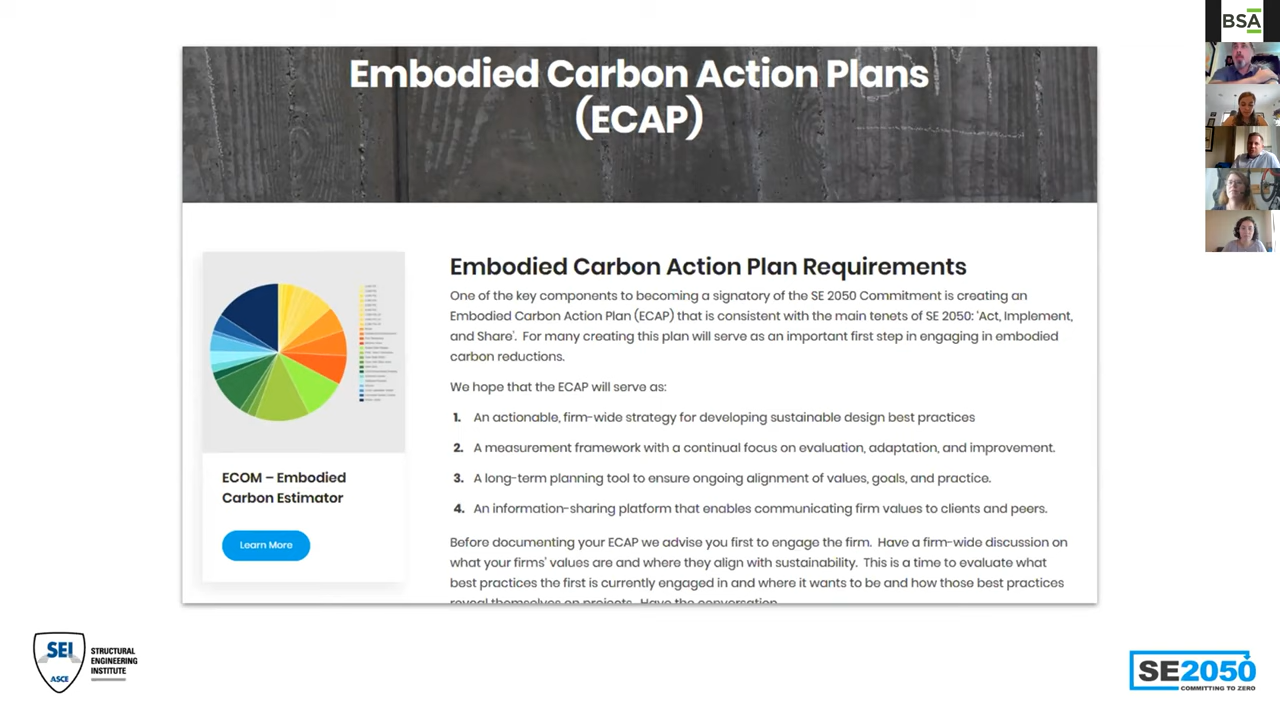 BSA
Embodied Carbon Action Plans
(ECAP)
Embodied Carbon Action Plan Requirements
One of the key components to becoming a signatory of the SE 2050 Commitment is creating an
Embodied Carbon Action Plan (ECAP) that is consistent with the main tenets of SE 2050: 'Act, Implement,
and Share'. For many creating this plan will serve as an important first step in engaging in embodied
carbon reductions.
We hope that the ECAP will serve as:
1. An actionable, firm-wide strategy for developing sustainable design best practices
2. A measurement framework with a continual focus on evaluation, adaptation, and improvement.
3. A long-term planning tool to ensure ongoing alignment of values, goals, and practice.
4. An information-sharing platform that enables communicating firm values to clients and peers.
Before documenting your ECAP we advise you first to engage the firm. Have a firm-wide discussion on
what your firms' values are and where they align with sustainability. This is a time to evaluate what
best practices the first is currently engaged in and where it wants to be and how those best practices
reveal themselves on projects. Have the conversation.
ECOM – Embodied
Carbon Estimator
Learn More
SEI
ASCE
STRUCTURAL
ENGINEERING
INSTITUTE
SE2050
COMMITTING TO ZERO